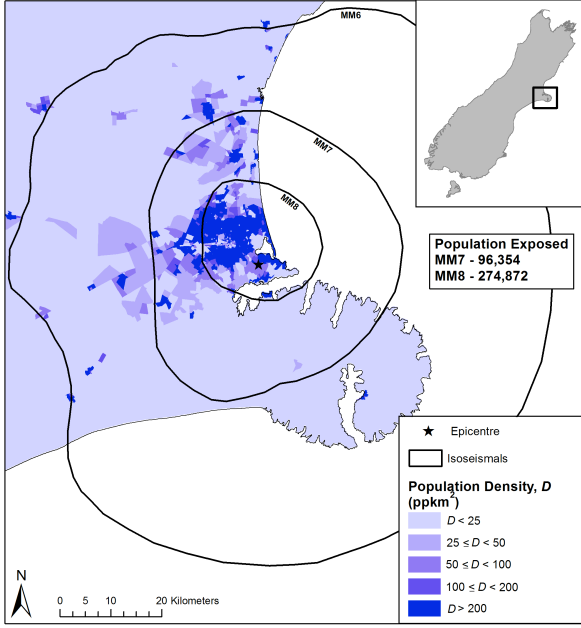 MM6
MM7
MM8
Population Exposed
MM7 - 96,354
MM8 - 274,872
Epicentre
Isoseismals
Population Density, D
(ppkm²)
D < 25
25 ≤ D < 50
50 ≤ D < 100
100 ≤ D < 200
D > 200
N
0 5 10 20 Kilometers